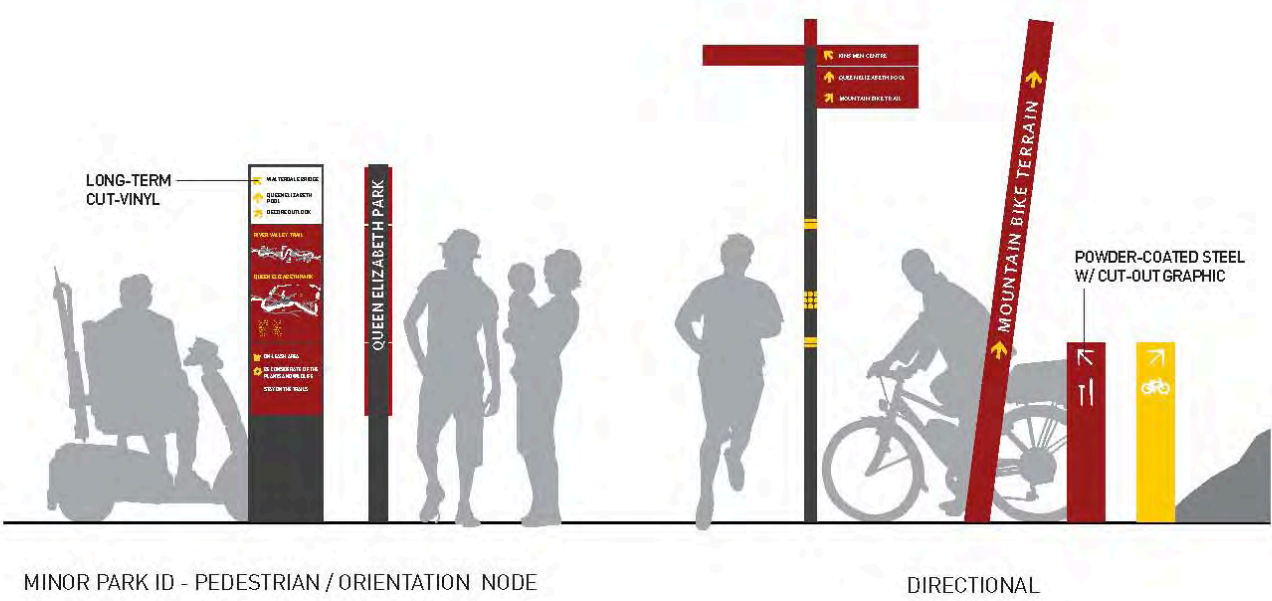 LONG-TERM
CUT-VINYL
WALTERDALE BRIDGE
QUEEN ELIZABETH
POOL
DECORE OUTLOOK
RIVER VALLEY TRAIL
QUEEN ELIZABETH PARK
ON LEASH AREA
BE CONSIDERATE OF THE
PLANTS AND WILDLIFE
STAY ON THE TRAILS
QUEEN ELIZABETH PARK
KINSMEN CENTRE
QUEEN ELIZABETH POOL
MOUNTAIN BIKE TRAIL
MOUNTAIN BIKE TERRAIN
POWDER-COATED STEEL
W/ CUT-OUT GRAPHIC
MINOR PARK ID - PEDESTRIAN / ORIENTATION NODE
DIRECTIONAL